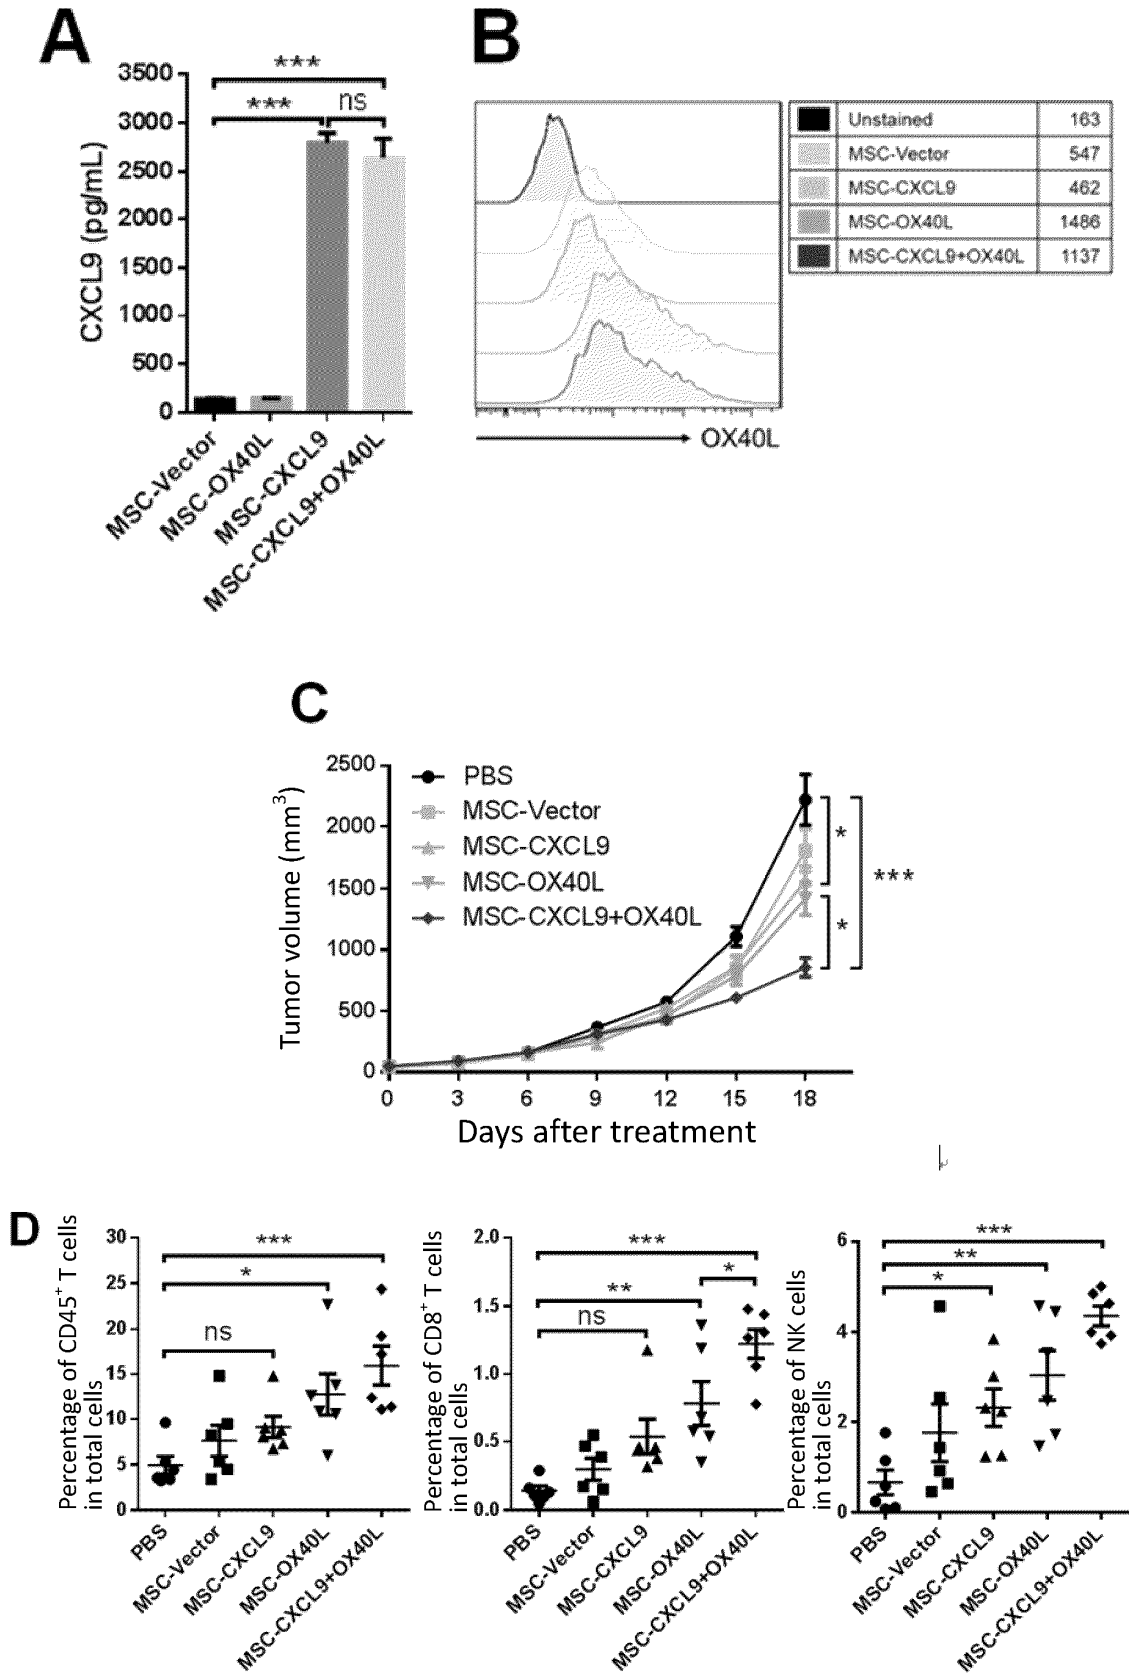 A
CXCL9 (pg/mL)
3500
3000
2500
2000
1500
1000
500
0
***
***
ns
MSC-Vector
MSC-OX40L
MSC-CXCL9
MSC-CXCL9+OX40L
B
Unstained 163
MSC-Vector 547
MSC-CXCL9 462
MSC-OX40L 1486
MSC-CXCL9+OX40L 1137
OX40L
C
Tumor volume (mm³)
2500
2000
1500
1000
500
0
PBS
MSC-Vector
MSC-CXCL9
MSC-OX40L
MSC-CXCL9+OX40L
*
***
*
0 3 6 9 12 15 18
Days after treatment
D
Percentage of CD45⁺ T cells
in total cells
30
25
20
15
10
5
0
***
*
ns
PBS
MSC-Vector
MSC-CXCL9
MSC-OX40L
MSC-CXCL9+OX40L
Percentage of CD8⁺ T cells
in total cells
2.0
1.5
1.0
0.5
0.0
***
*
**
ns
PBS
MSC-Vector
MSC-CXCL9
MSC-OX40L
MSC-CXCL9+OX40L
Percentage of NK cells
in total cells
6
4
2
0
***
**
*
PBS
MSC-Vector
MSC-CXCL9
MSC-OX40L
MSC-CXCL9+OX40L